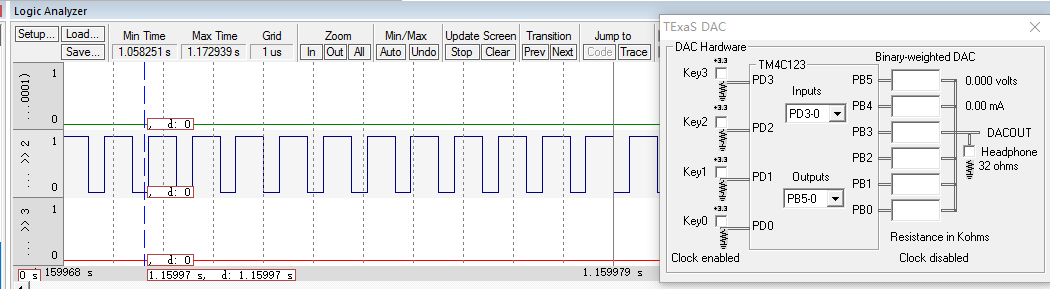 Logic Analyzer
Setup... Load... Save...
Min Time Max Time Grid Zoom Min/Max Update Screen Transition Jump to
1.058251 s 1.172939 s 1 us In Out All Auto Undo Stop Clear Prev Next Code Trace
1
..0001)
0
, d: 0
1
... >> 2
0
, d: 0
1
... >> 3
0
, d: 0
0 s 159968 s 1.15997 s, d: 1.15997 s 1.159979 s
TExaS DAC
DAC Hardware
+3.3
Key3
PD3
+3.3
Key2
PD2
+3.3
Key1
PD1
+3.3
Key0
PD0
Clock enabled
TM4C123
Inputs
PD3-0
Outputs
PB5-0
Binary-weighted DAC
PB5
PB4
PB3
PB2
PB1
PB0
0.000 volts
0.00 mA
DACOUT
Headphone
32 ohms
Resistance in Kohms
Clock disabled